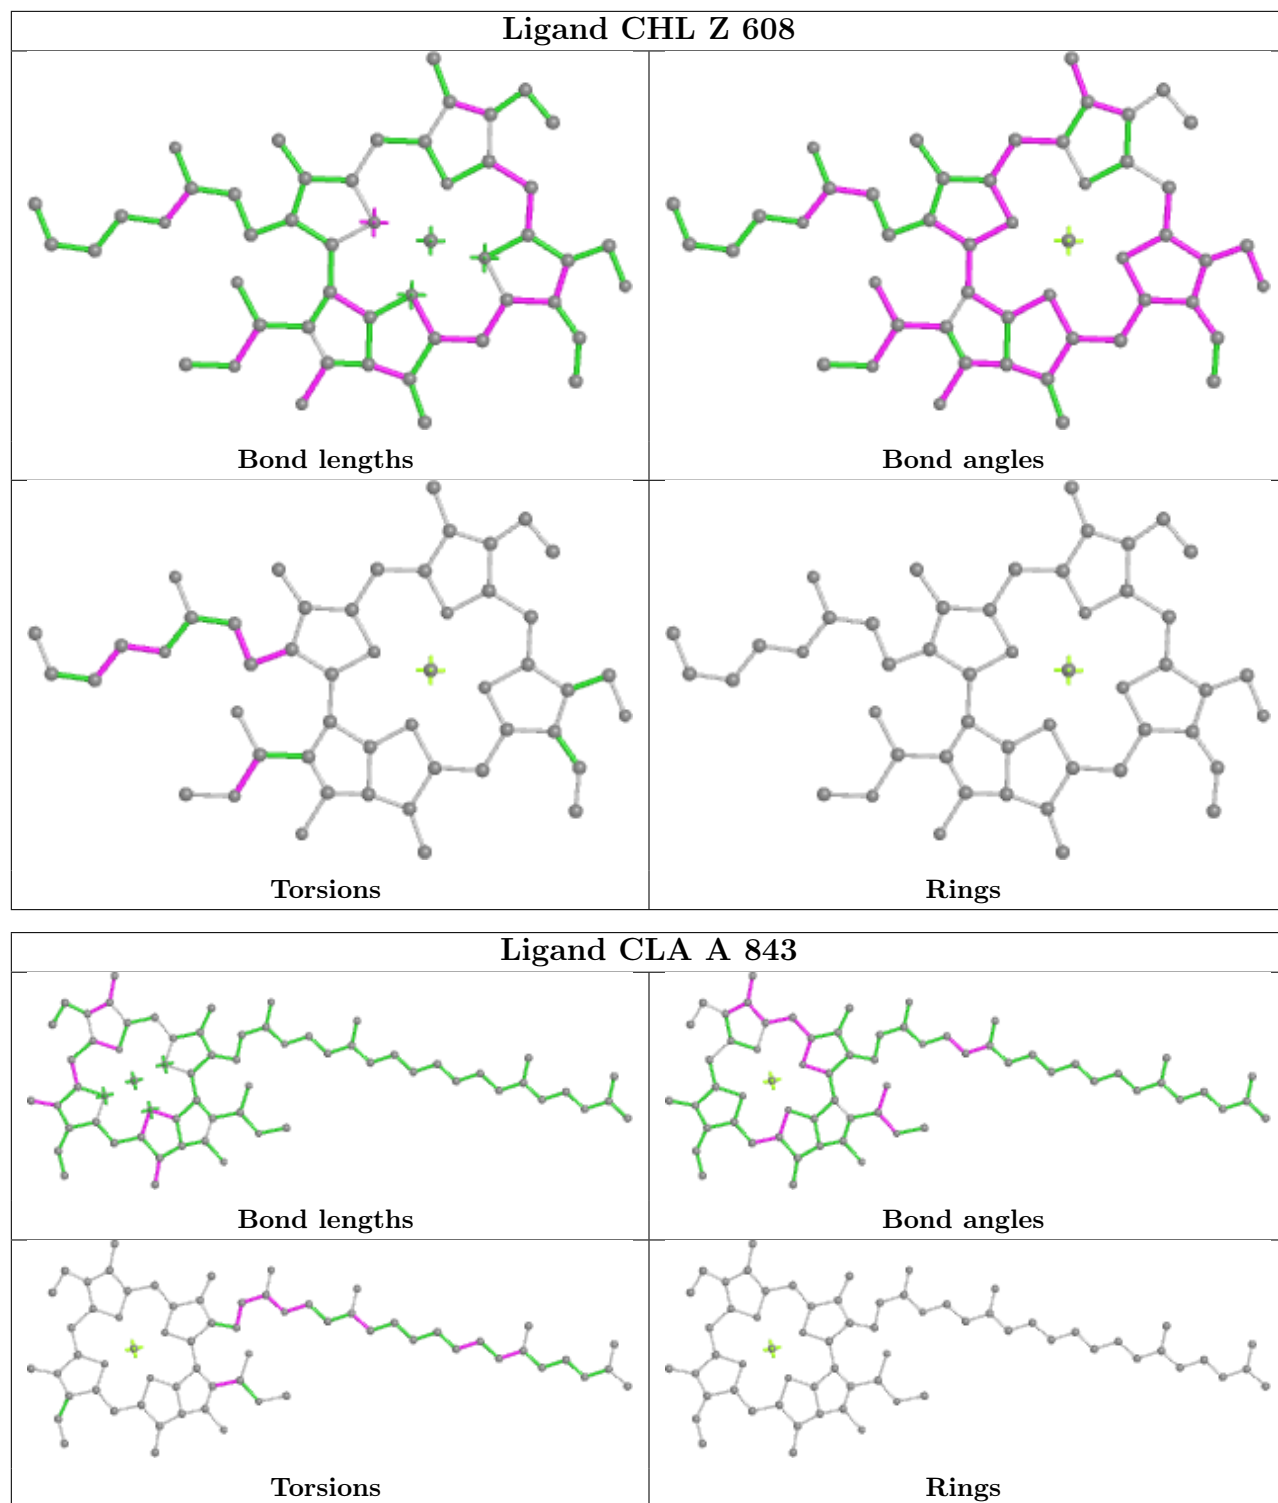 Ligand CHL Z 608
Bond lengths
Bond angles
Torsions
Rings
Ligand CLA A 843
Bond lengths
Bond angles
Torsions
Rings